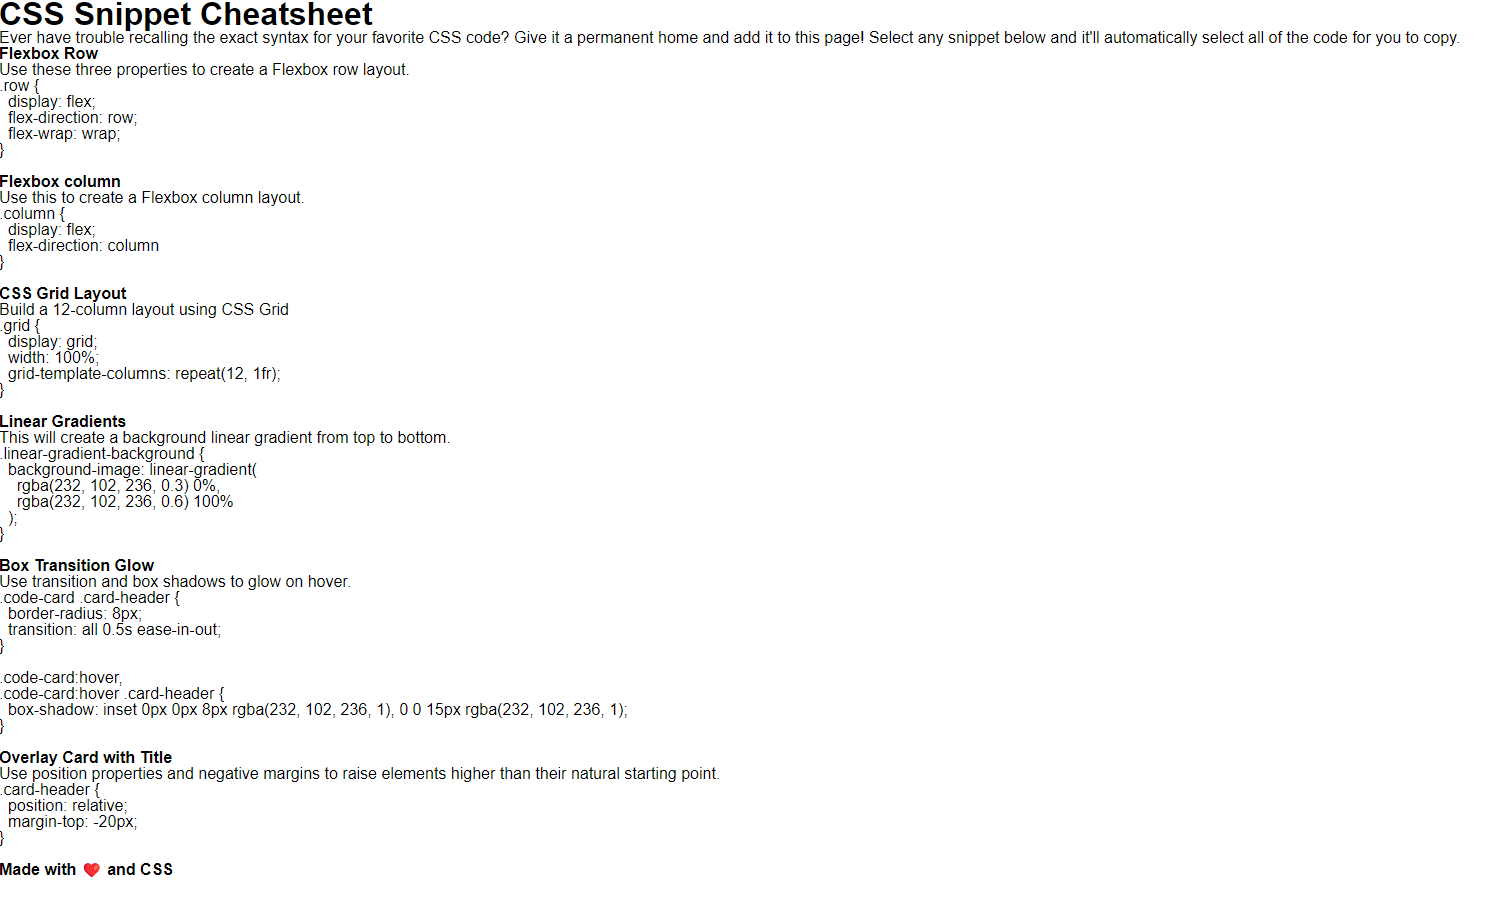 CSS Snippet Cheatsheet
Ever have trouble recalling the exact syntax for your favorite CSS code? Give it a permanent home and add it to this page! Select any snippet below and it'll automatically select all of the code for you to copy.
Flexbox Row
Use these three properties to create a Flexbox row layout.
.row {
  display: flex;
  flex-direction: row;
  flex-wrap: wrap;
}
Flexbox column
Use this to create a Flexbox column layout.
.column {
  display: flex;
  flex-direction: column
}
CSS Grid Layout
Build a 12-column layout using CSS Grid
.grid {
  display: grid;
  width: 100%;
  grid-template-columns: repeat(12, 1fr);
}
Linear Gradients
This will create a background linear gradient from top to bottom.
.linear-gradient-background {
  background-image: linear-gradient(
    rgba(232, 102, 236, 0.3) 0%,
    rgba(232, 102, 236, 0.6) 100%
  );
}
Box Transition Glow
Use transition and box shadows to glow on hover.
.code-card .card-header {
  border-radius: 8px;
  transition: all 0.5s ease-in-out;
}
.code-card:hover,
.code-card:hover .card-header {
  box-shadow: inset 0px 0px 8px rgba(232, 102, 236, 1), 0 0 15px rgba(232, 102, 236, 1);
}
Overlay Card with Title
Use position properties and negative margins to raise elements higher than their natural starting point.
.card-header {
  position: relative;
  margin-top: -20px;
}
Made with ❤️ and CSS